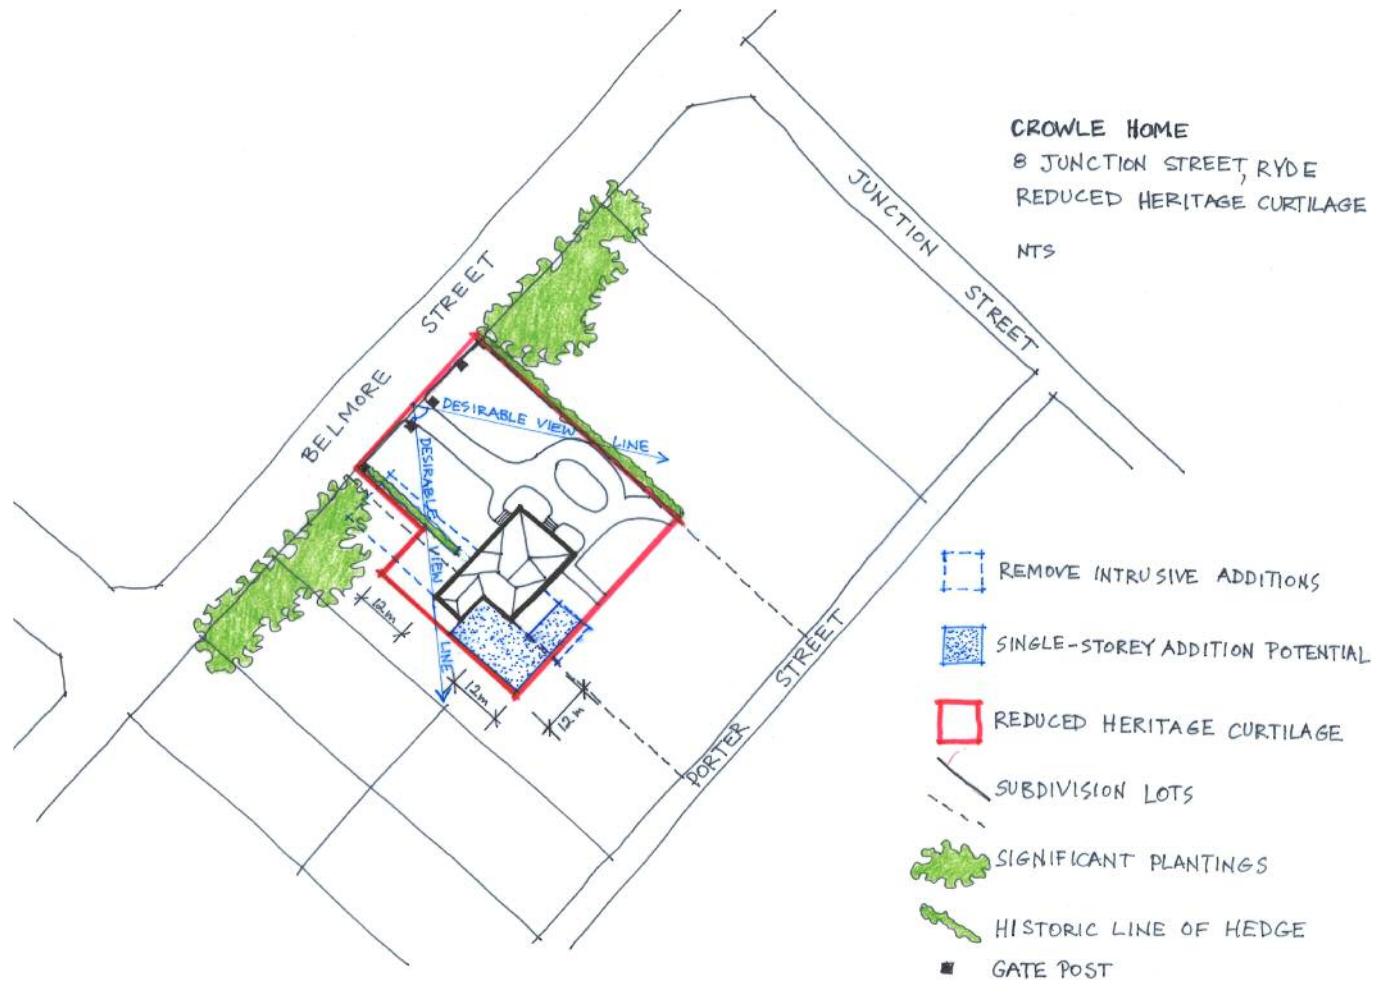 CROWLE HOME
8 JUNCTION STREET, RYDE
REDUCED HERITAGE CURTILAGE
NTS
JUNCTION STREET
BELMORE STREET
DESIRABLE VIEW LINE
DESIRABLE VIEW LINE
12m
12m
12m
PORTER STREET
REMOVE INTRUSIVE ADDITIONS
SINGLE-STOREY ADDITION POTENTIAL
REDUCED HERITAGE CURTILAGE
SUBDIVISION LOTS
SIGNIFICANT PLANTINGS
HISTORIC LINE OF HEDGE
GATE POST